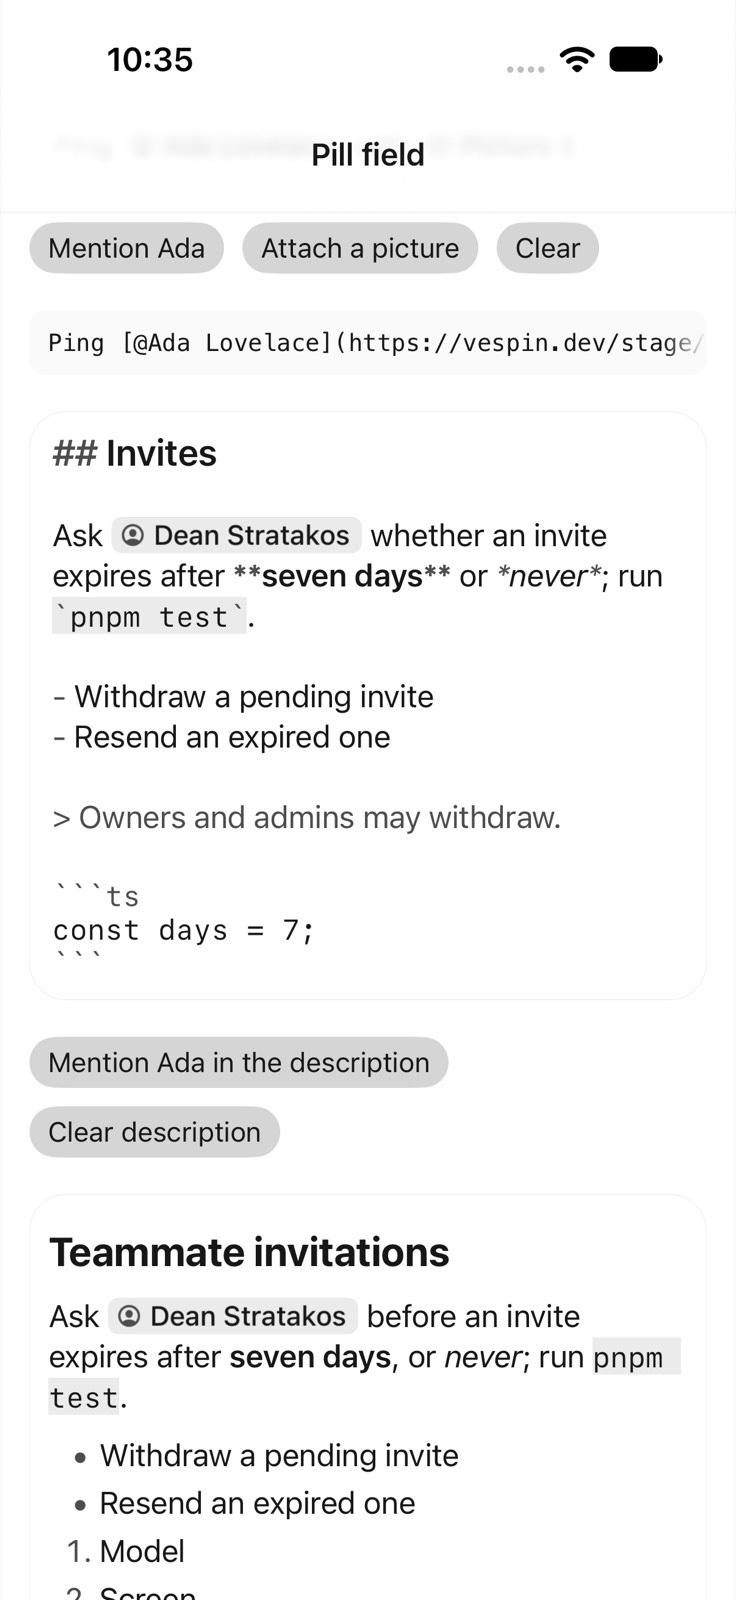 10:35
Pill field
Mention Ada
Attach a picture
Clear
Ping [@Ada Lovelace](https://vespin.dev/stage/
## Invites
Ask Dean Stratakos whether an invite
expires after **seven days** or *never*; run
`pnpm test`.
- Withdraw a pending invite
- Resend an expired one
> Owners and admins may withdraw.
```ts
const days = 7;
```
Mention Ada in the description
Clear description
Teammate invitations
Ask Dean Stratakos before an invite
expires after seven days, or never; run pnpm
test.
• Withdraw a pending invite
• Resend an expired one
1. Model
2. Screen